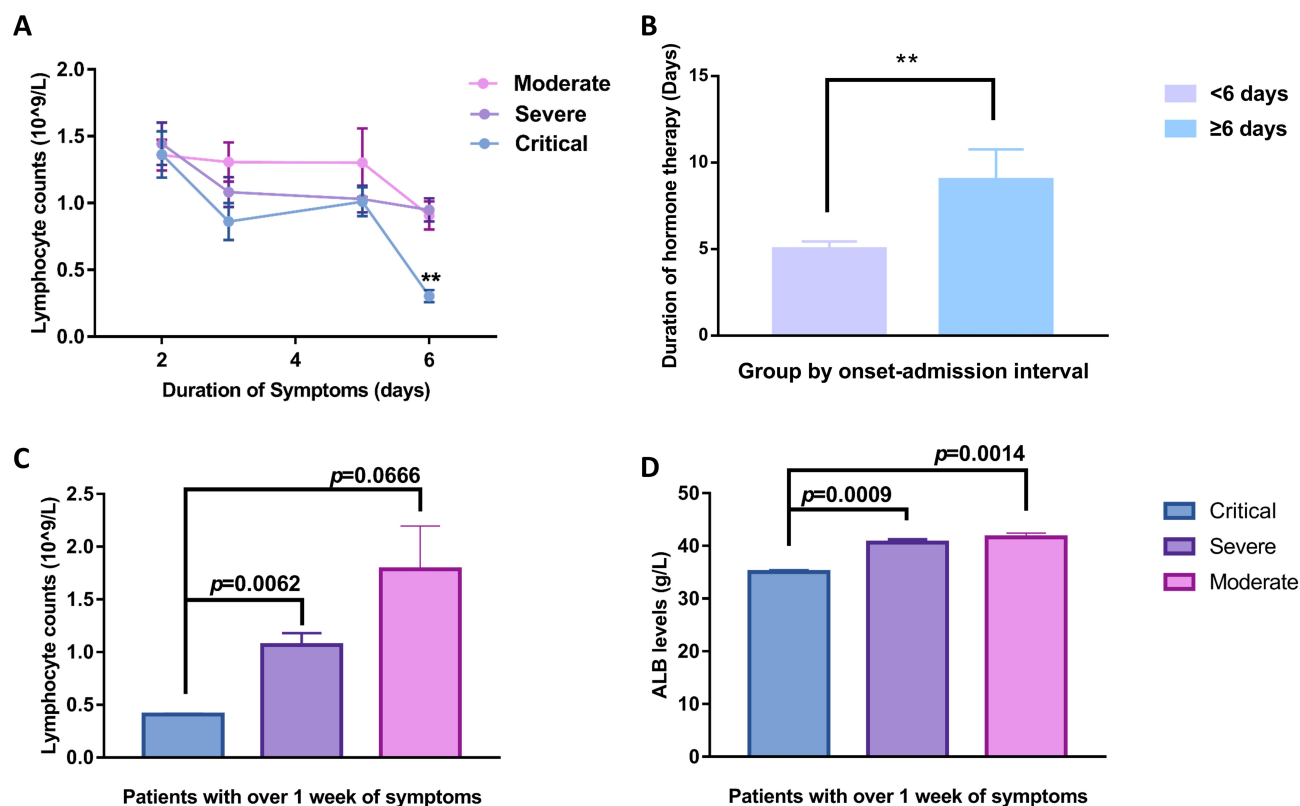 A
Lymphocyte counts (10^9/L)
2.0
1.5
1.0
0.5
0.0
2
4
6
Duration of Symptoms (days)
**
Moderate
Severe
Critical
B
Duration of hormone therapy (Days)
15
10
5
0
**
Group by onset-admission interval
<6 days
≥6 days
C
Lymphocyte counts (10^9/L)
2.5
2.0
1.5
1.0
0.5
0.0
p=0.0666
p=0.0062
Patients with over 1 week of symptoms
D
ALB levels (g/L)
50
40
30
20
10
0
p=0.0014
p=0.0009
Patients with over 1 week of symptoms
Critical
Severe
Moderate